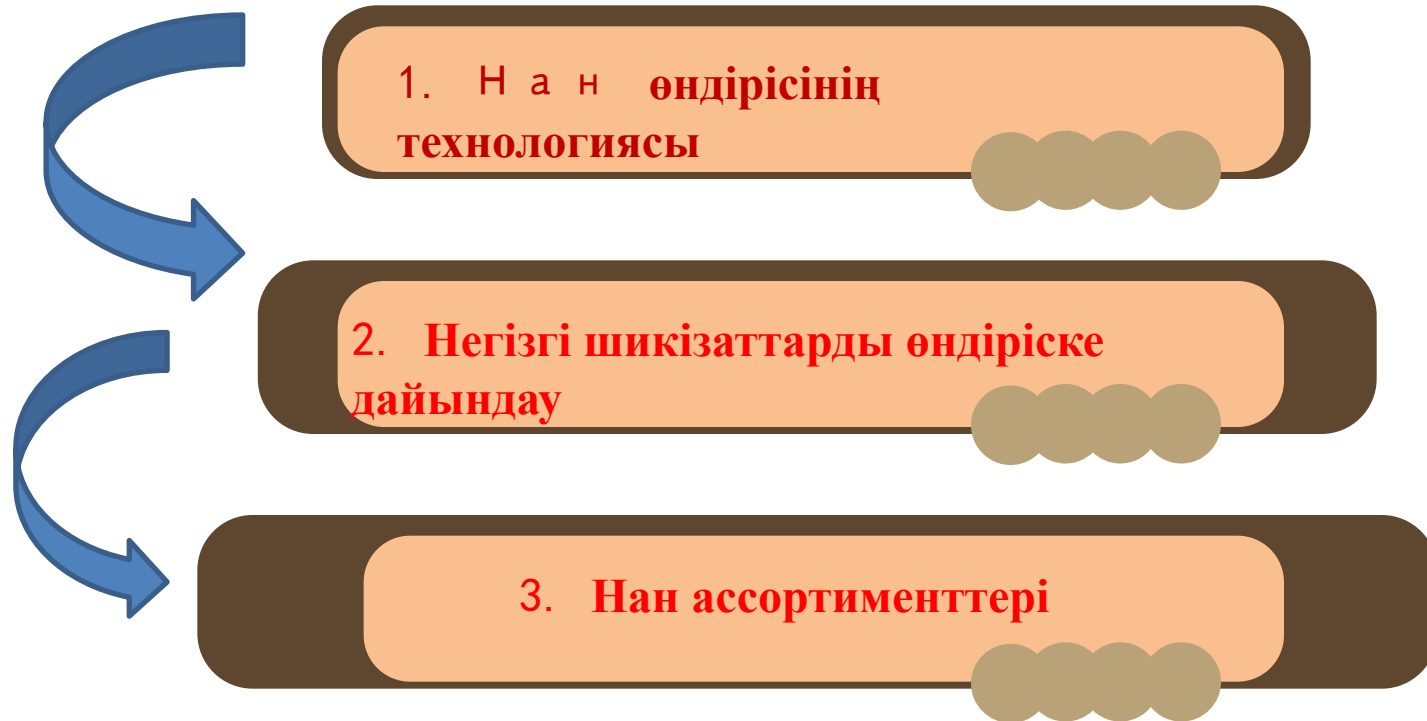 1. Нан өндірісінің
технологиясы
2. Негізгі шикізаттарды өндіріске
дайындау
3. Нан ассортименттері